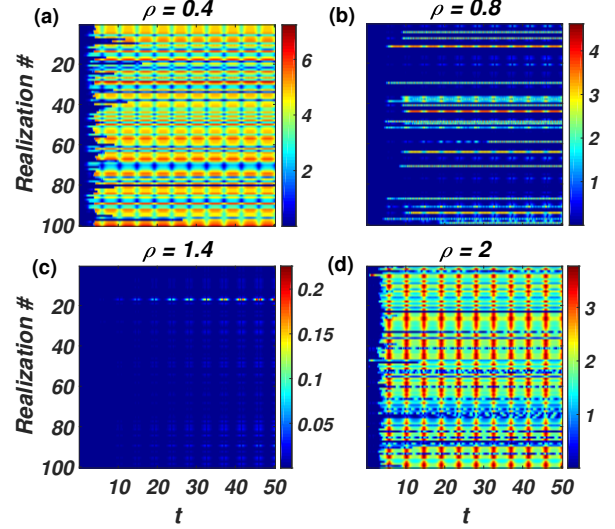 (a) ρ = 0.4
Realization #
20
40
60
80
100
6
4
2
(b) ρ = 0.8
4
3
2
1
(c) ρ = 1.4
Realization #
20
40
60
80
100
10 20 30 40 50
t
0.2
0.15
0.1
0.05
(d) ρ = 2
10 20 30 40 50
t
3
2
1